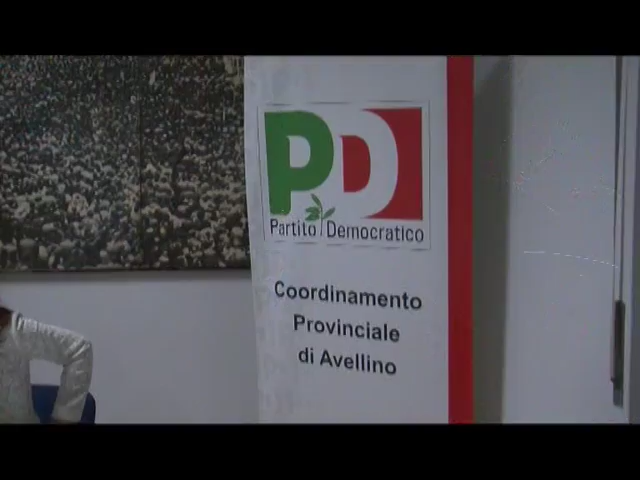 PD
Partito Democratico
Coordinamento
Provinciale
di Avellino